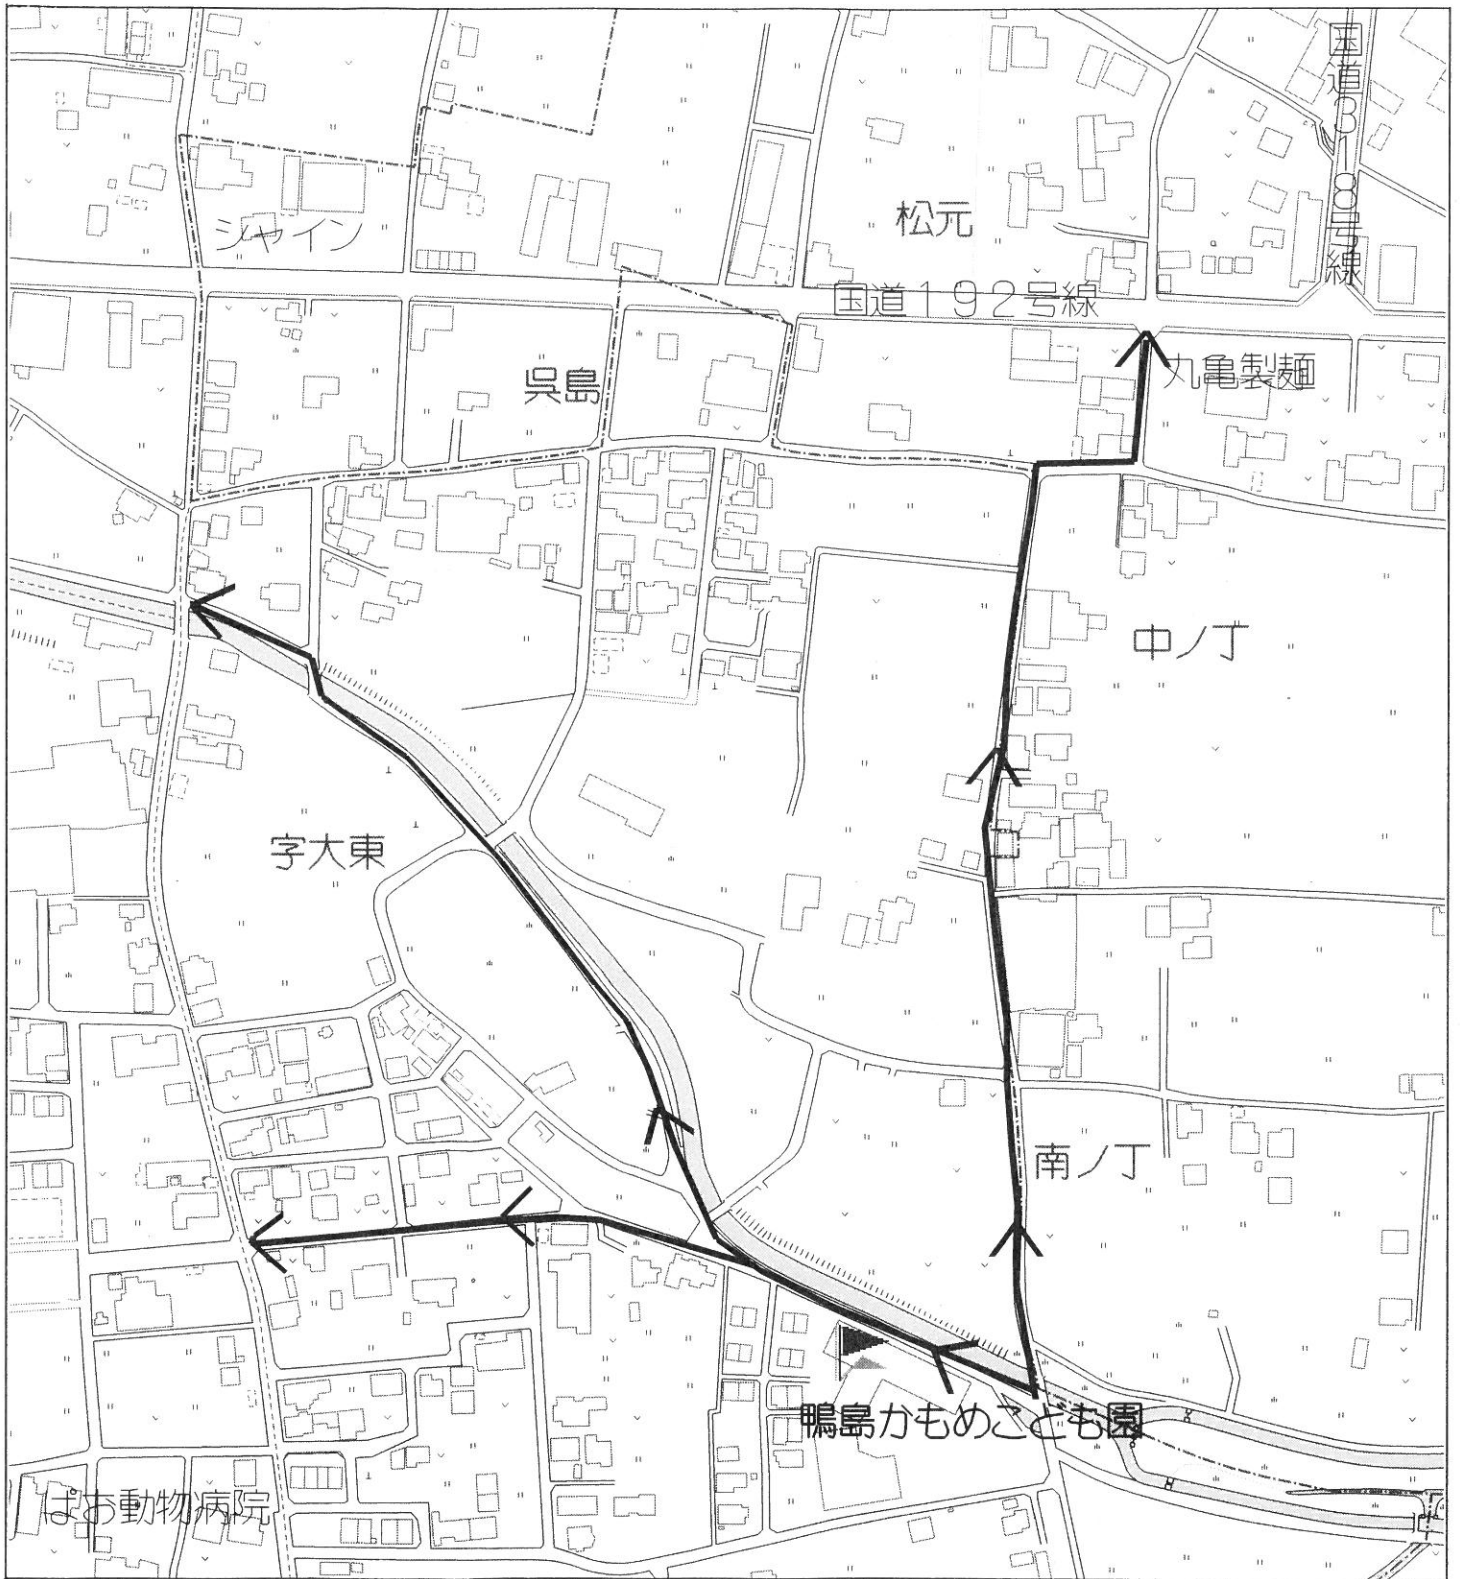 国道318号線
シャイン
松元
国道192号線
丸亀製麺
呉島
中ノ丁
字大東
南ノ丁
鴨島かもめこども園
ぱお動物病院